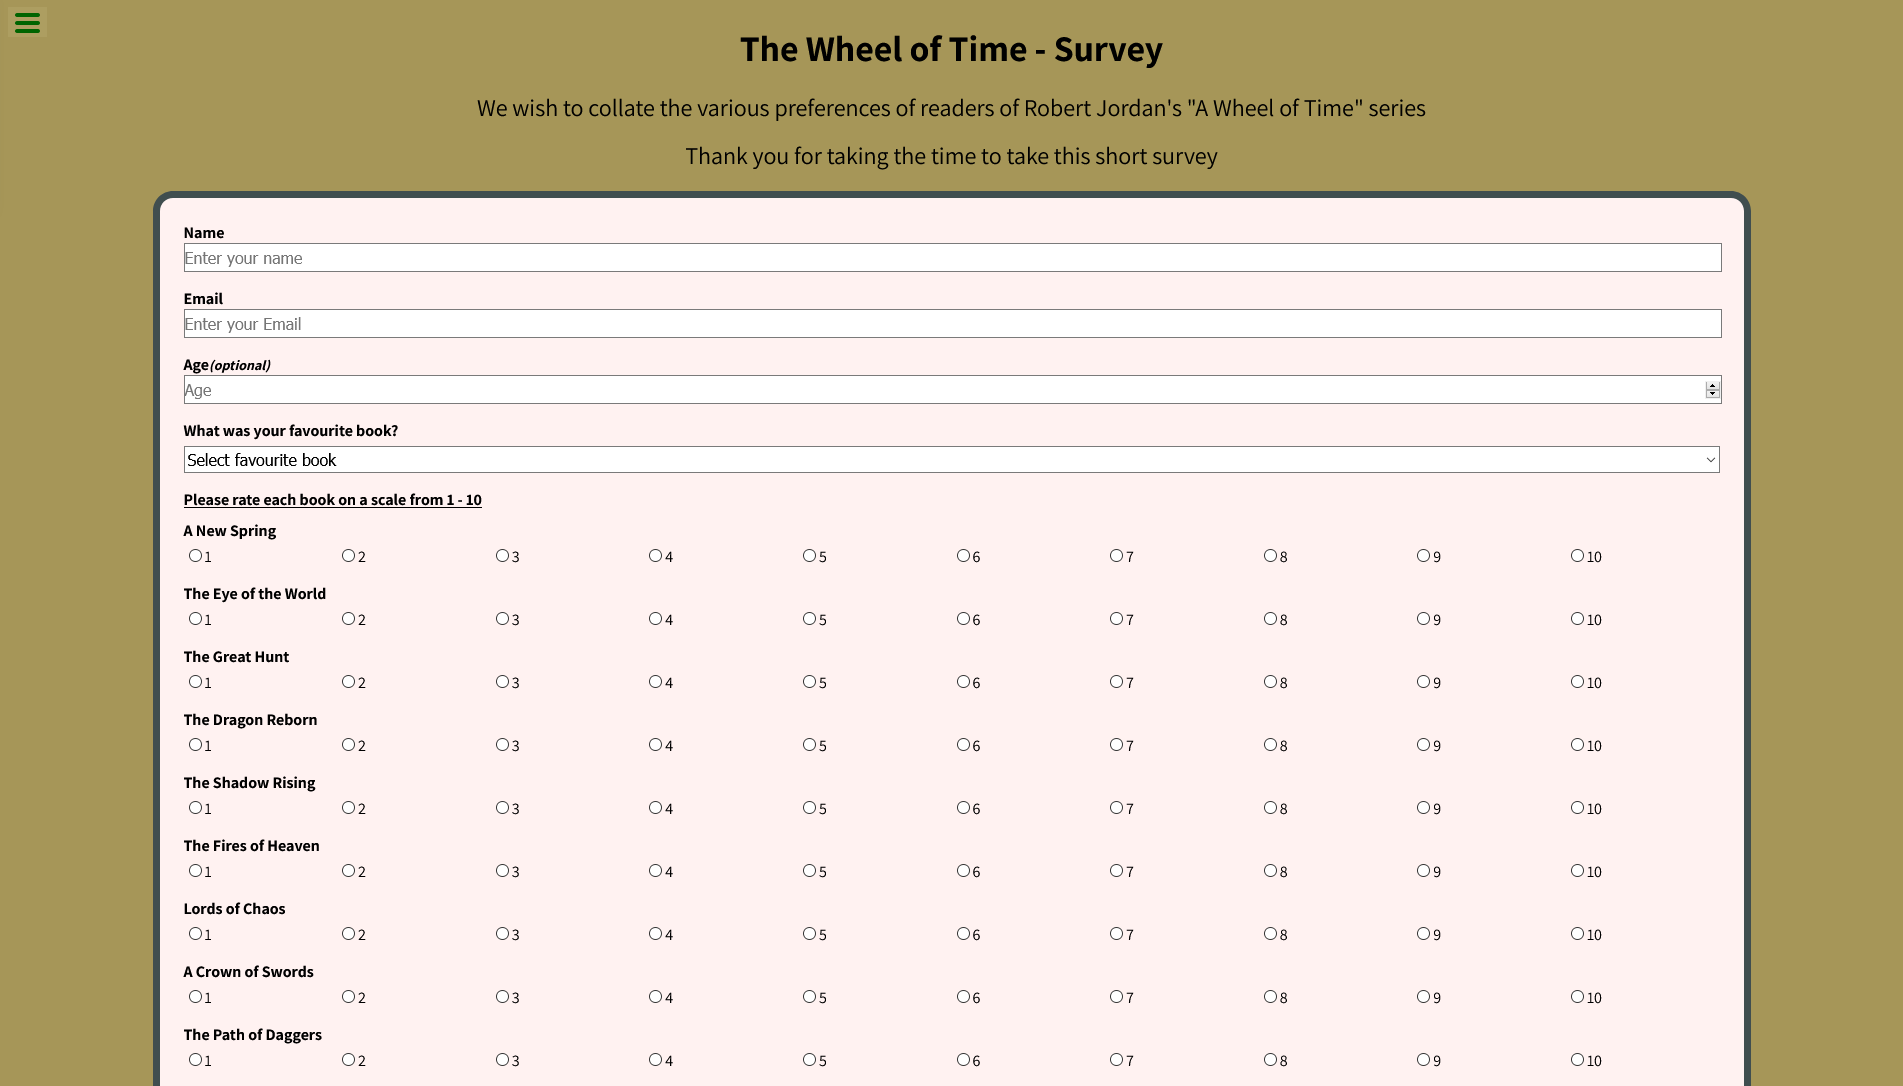 The Wheel of Time - Survey
We wish to collate the various preferences of readers of Robert Jordan's "A Wheel of Time" series
Thank you for taking the time to take this short survey
Name
Enter your name
Email
Enter your Email
Age(optional)
Age
What was your favourite book?
Select favourite book
Please rate each book on a scale from 1 - 10
A New Spring
1 2 3 4 5 6 7 8 9 10
The Eye of the World
1 2 3 4 5 6 7 8 9 10
The Great Hunt
1 2 3 4 5 6 7 8 9 10
The Dragon Reborn
1 2 3 4 5 6 7 8 9 10
The Shadow Rising
1 2 3 4 5 6 7 8 9 10
The Fires of Heaven
1 2 3 4 5 6 7 8 9 10
Lords of Chaos
1 2 3 4 5 6 7 8 9 10
A Crown of Swords
1 2 3 4 5 6 7 8 9 10
The Path of Daggers
1 2 3 4 5 6 7 8 9 10